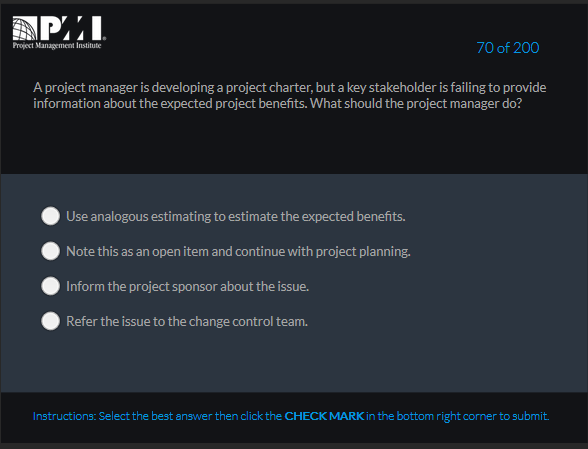 PMI®
Project Management Institute
70 of 200
A project manager is developing a project charter, but a key stakeholder is failing to provide
information about the expected project benefits. What should the project manager do?
Use analogous estimating to estimate the expected benefits.
Note this as an open item and continue with project planning.
Inform the project sponsor about the issue.
Refer the issue to the change control team.
Instructions: Select the best answer then click the CHECK MARK in the bottom right corner to submit.